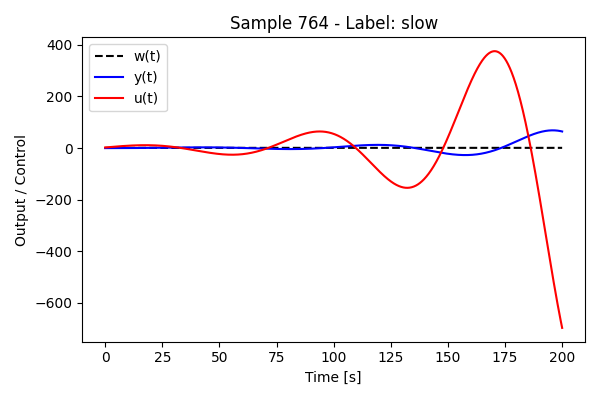 Sample 764 - Label: slow
w(t)
y(t)
u(t)
Output / Control
400
200
0
−200
−400
−600
0 25 50 75 100 125 150 175 200
Time [s]